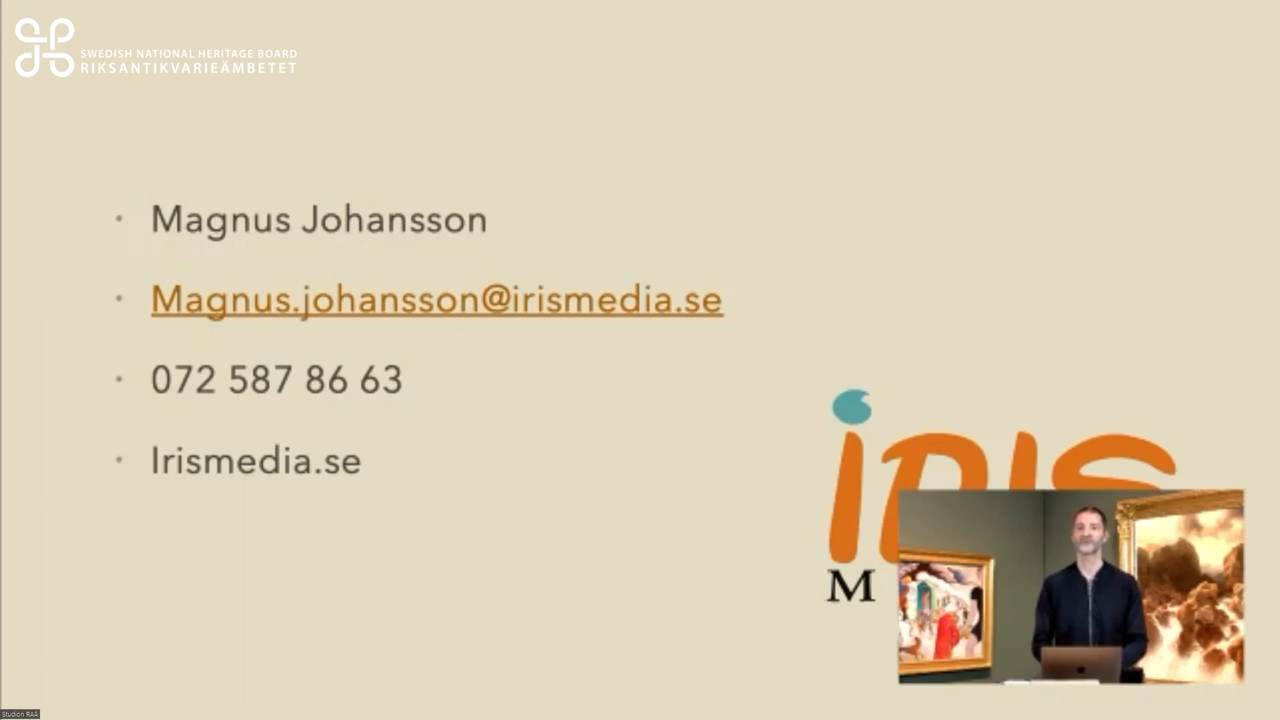 SWEDISH NATIONAL HERITAGE BOARD
RIKSANTIKVARIEÄMBETET
Magnus Johansson
Magnus.johansson@irismedia.se
072 587 86 63
Irismedia.se
iRIS
M
Studion RAÄ